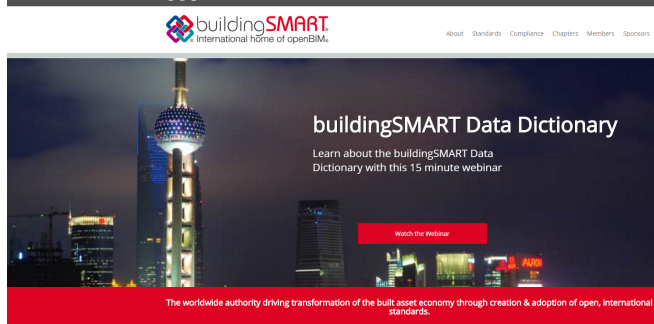 buildingSMART®
International home of openBIM®
About Standards Compliance Chapters Members Sponsors
buildingSMART Data Dictionary
Learn about the buildingSMART Data
Dictionary with this 15 minute webinar
Watch the Webinar
AURORA
The worldwide authority driving transformation of the built asset economy through creation & adoption of open, international
standards.